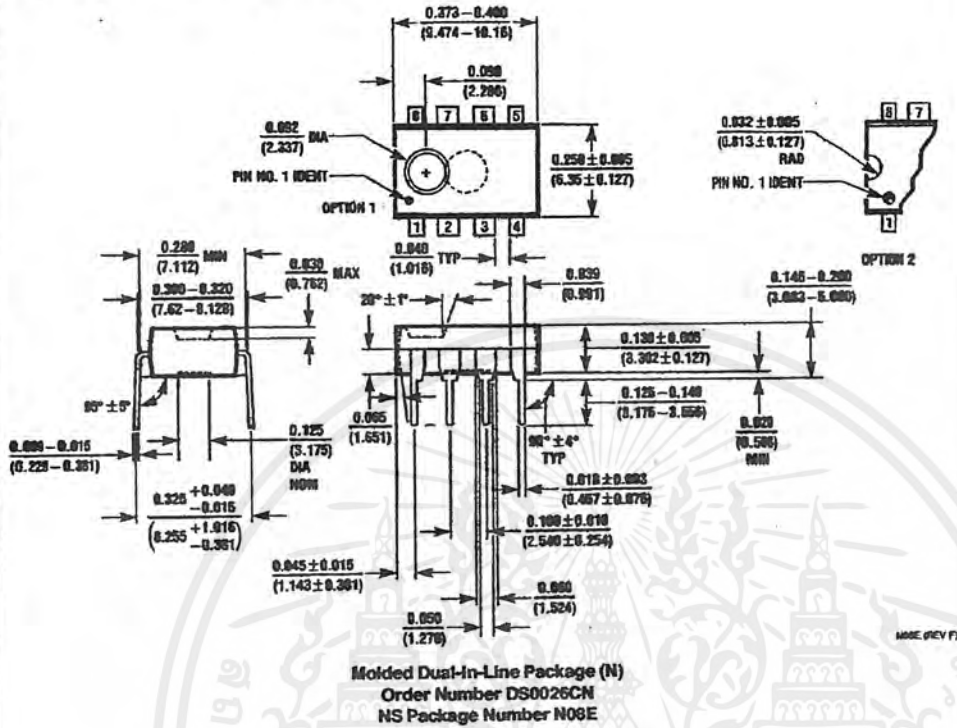 0.373–0.400
(9.474–10.16)
0.090
(2.286)
8 7 6 5
0.092
(2.337) DIA
PIN NO. 1 IDENT
OPTION 1
0.250 ±0.005
(6.35 ±0.127)
1 2 3 4
0.032 ±0.005
(0.813 ±0.127)
RAD
PIN NO. 1 IDENT
8 7
1
OPTION 2
0.280
(7.112) MIN
0.300–0.320
(7.62–8.128)
0.030
(0.762) MAX
0.040
(1.016) TYP
0.039
(0.991)
20° ±1°
0.145–0.200
(3.683–5.080)
0.130 ±0.005
(3.302 ±0.127)
0.125–0.140
(3.175–3.556)
0.020
(0.508)
MIN
95° ±5°
0.009–0.015
(0.229–0.381)
0.125
(3.175)
DIA
NOM
0.065
(1.651)
90° ±4°
TYP
0.018 ±0.003
(0.457 ±0.076)
0.325 +0.040
−0.015
(8.255 +1.016
−0.381)
0.100 ±0.010
(2.540 ±0.254)
0.045 ±0.015
(1.143 ±0.381)
0.060
(1.524)
0.050
(1.270)
N08E (REV F)
Molded Dual-In-Line Package (N)
Order Number DS0026CN
NS Package Number N08E